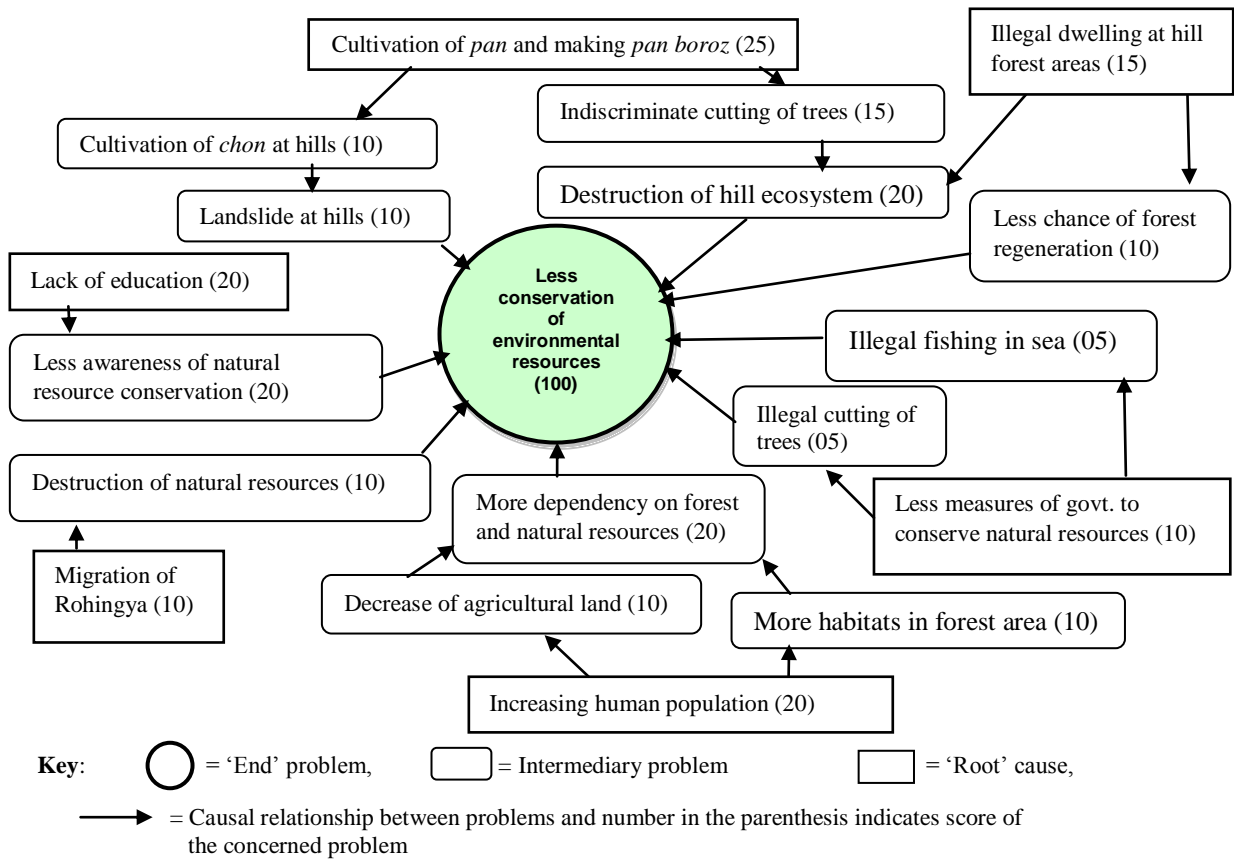 Cultivation of pan and making pan boroz (25)
Illegal dwelling at hill
forest areas (15)
Indiscriminate cutting of trees (15)
Cultivation of chon at hills (10)
Destruction of hill ecosystem (20)
Landslide at hills (10)
Less chance of forest
regeneration (10)
Lack of education (20)
Less
conservation
of
environmental
resources
(100)
Illegal fishing in sea (05)
Less awareness of natural
resource conservation (20)
Illegal cutting of
trees (05)
Destruction of natural resources (10)
More dependency on forest
and natural resources (20)
Less measures of govt. to
conserve natural resources (10)
Migration of
Rohingya (10)
Decrease of agricultural land (10)
More habitats in forest area (10)
Increasing human population (20)
Key: = ‘End’ problem, = Intermediary problem = ‘Root’ cause,
= Causal relationship between problems and number in the parenthesis indicates score of
the concerned problem